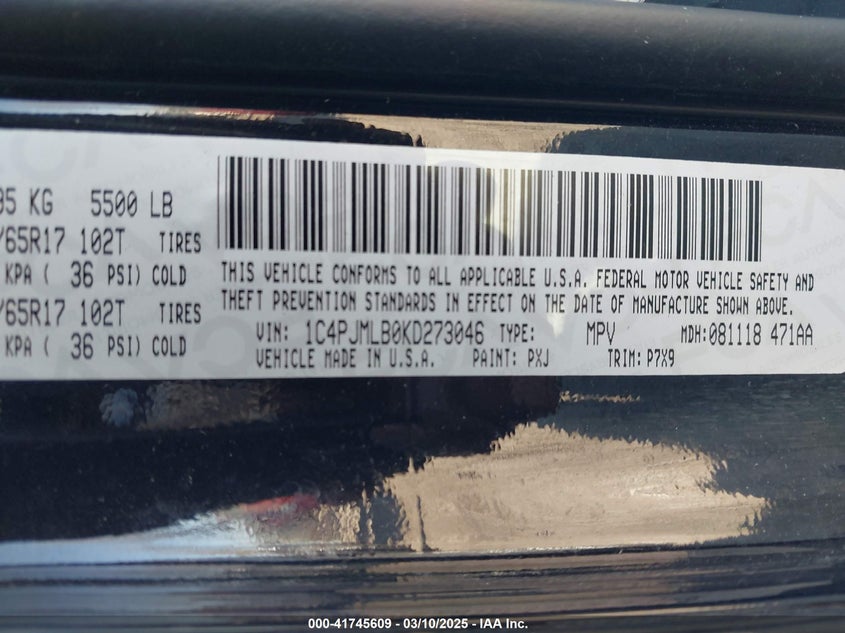 95 KG 5500 LB
/65R17 102T TIRES
KPA ( 36 PSI) COLD
/65R17 102T TIRES
KPA ( 36 PSI) COLD
THIS VEHICLE CONFORMS TO ALL APPLICABLE U.S.A. FEDERAL MOTOR VEHICLE SAFETY AND
THEFT PREVENTION STANDARDS IN EFFECT ON THE DATE OF MANUFACTURE SHOWN ABOVE.
VIN: 1C4PJMLB0KD273046 TYPE: MPV MDH:081118 471AA
VEHICLE MADE IN U.S.A. PAINT: PXJ TRIM: P7X9
000-41745609 - 03/10/2025 - IAA Inc.